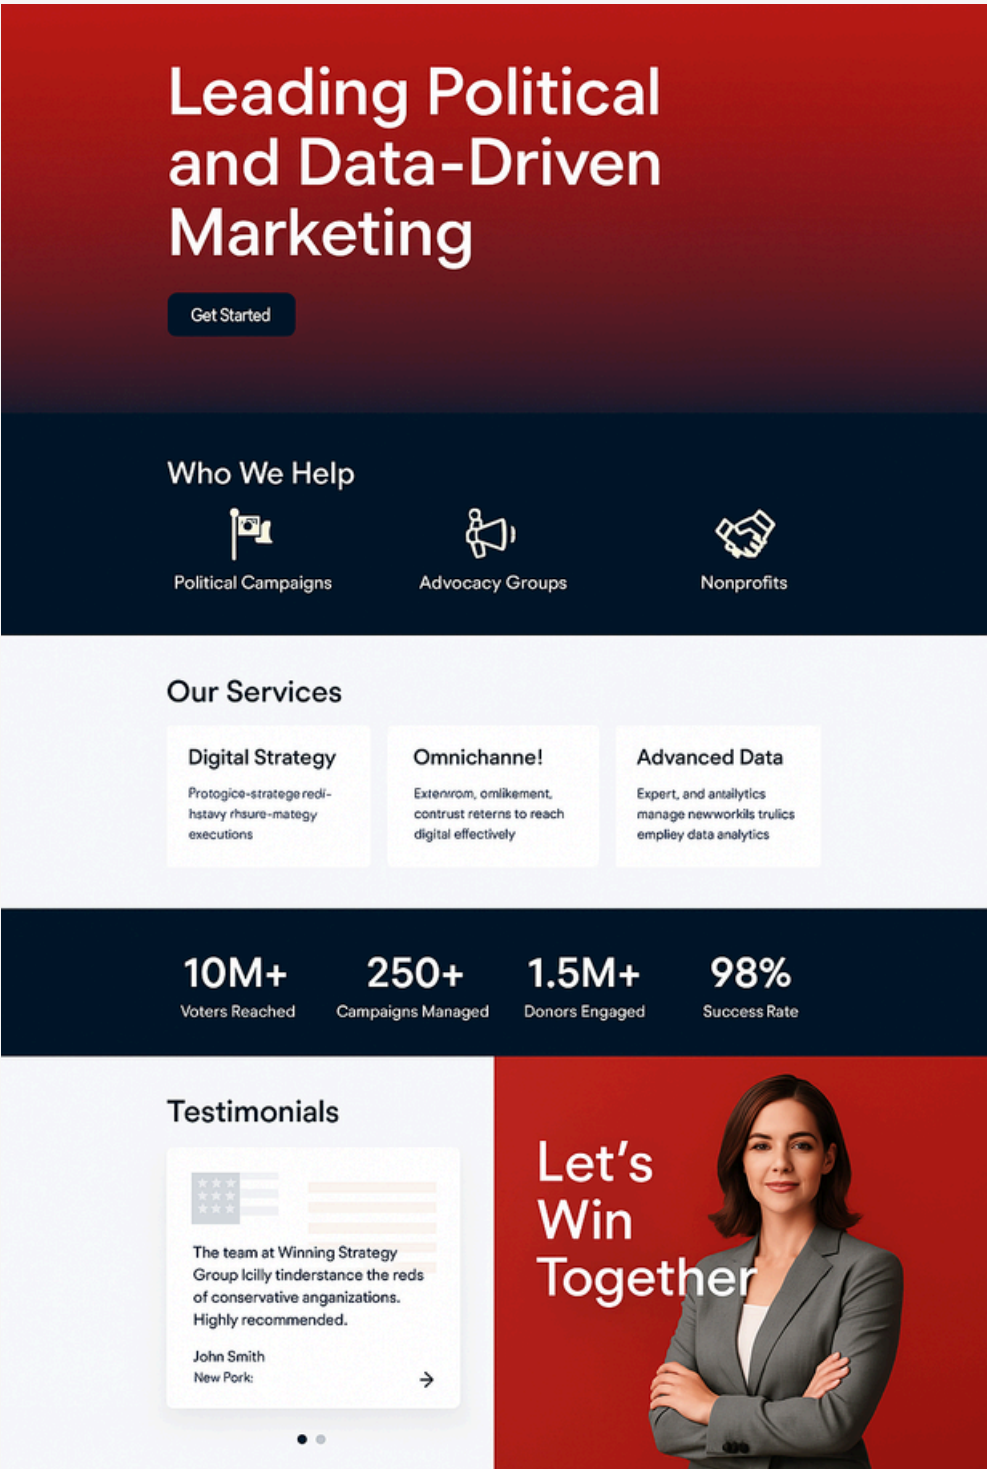 Leading Political
and Data-Driven
Marketing
Get Started
Who We Help
Political Campaigns
Advocacy Groups
Nonprofits
Our Services
Digital Strategy
Protogice-stratege redi-
hstavy rhsure-mategy
executions
Omnichanne!
Extenrrom, omlikement,
contrust reterns to reach
digital effectively
Advanced Data
Expert, and antailytics
manage newworkils trulics
empliey data analytics
10M+
Voters Reached
250+
Campaigns Managed
1.5M+
Donors Engaged
98%
Success Rate
Testimonials
The team at Winning Strategy
Group lcilly tinderstance the reds
of conservative anganizations.
Highly recommended.
John Smith
New Pork:
Let's
Win
Together